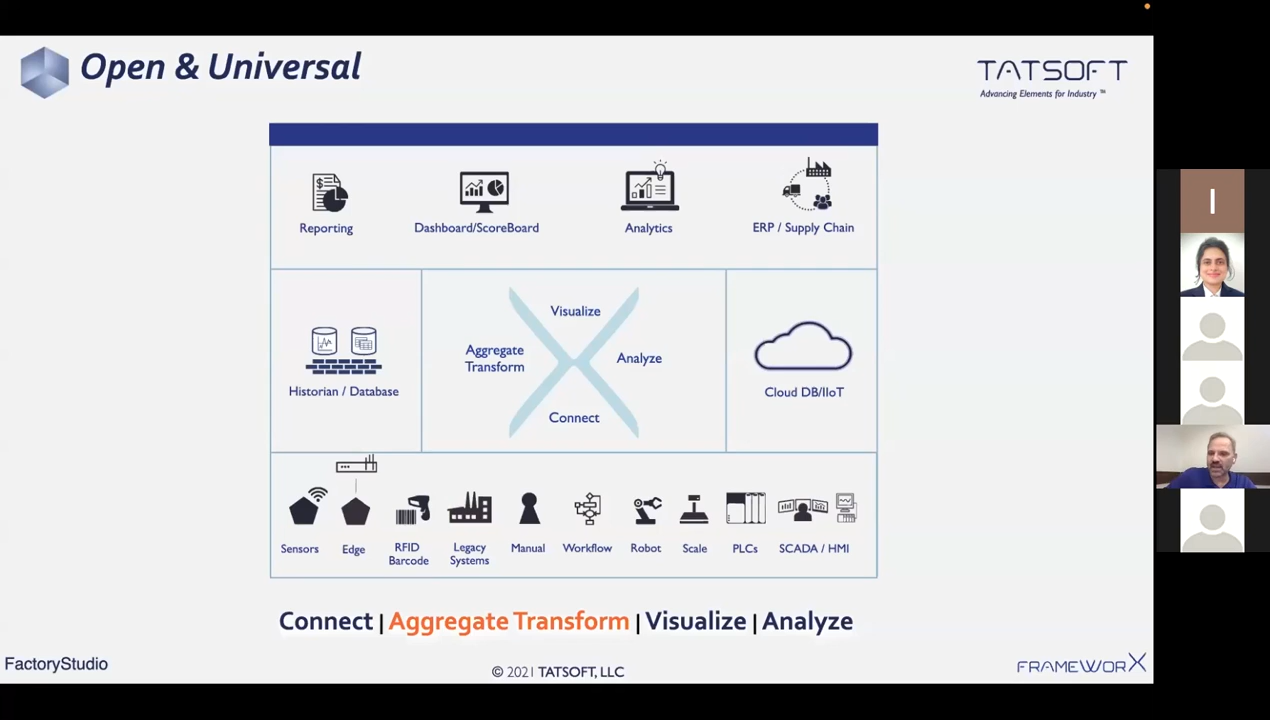 Open & Universal
TATSOFT
Advancing Elements for Industry ™
Reporting
Dashboard/ScoreBoard
Analytics
ERP / Supply Chain
Visualize
Aggregate
Transform
Analyze
Connect
Historian / Database
Cloud DB/IIoT
Sensors
Edge
RFID
Barcode
Legacy
Systems
Manual
Workflow
Robot
Scale
PLCs
SCADA / HMI
Connect | Aggregate Transform | Visualize | Analyze
FactoryStudio
© 2021 TATSOFT, LLC
FRAMEWORX
I